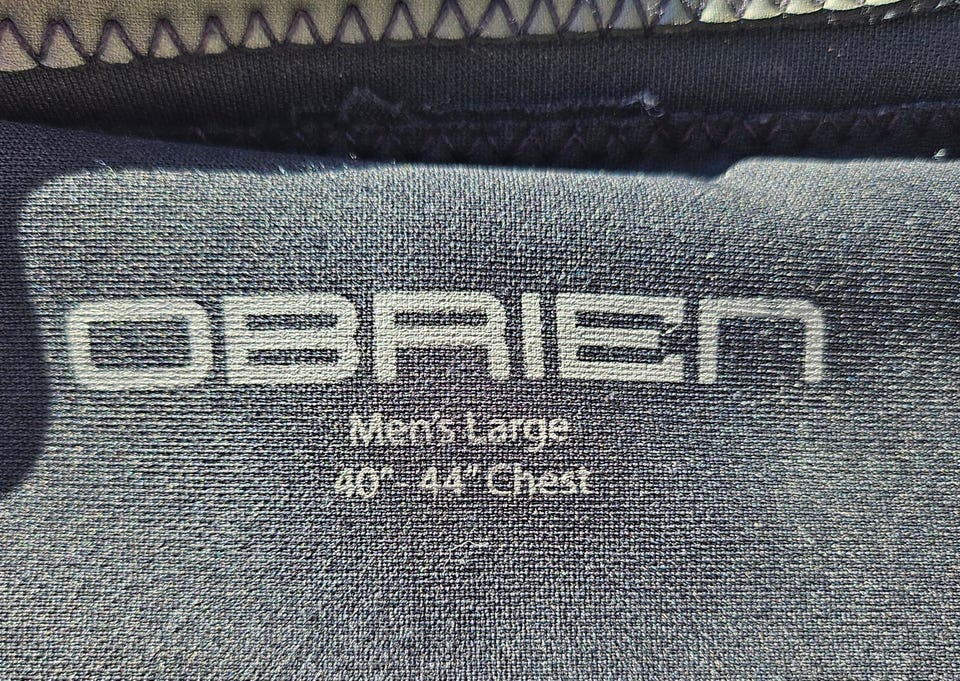 OBRIEN
Men's Large
40"- 44" Chest